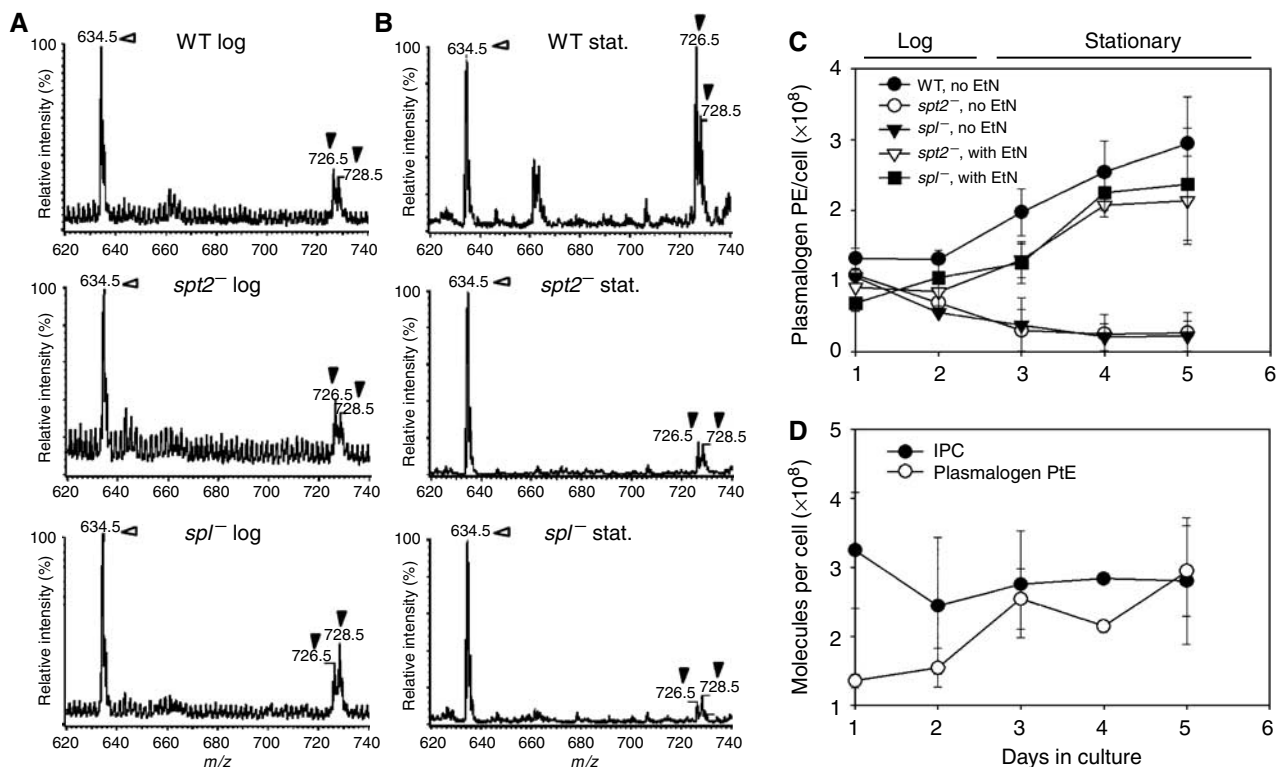 A
WT log
100
634.5
726.5
728.5
Relative intensity (%)
620 640 660 680 700 720 740
spt2− log
100
634.5
726.5
728.5
Relative intensity (%)
620 640 660 680 700 720 740
spl− log
100
634.5
728.5
726.5
Relative intensity (%)
620 640 660 680 700 720 740
m/z
B
WT stat.
100
634.5
726.5
728.5
Relative intensity (%)
620 640 660 680 700 720 740
spt2− stat.
100
634.5
726.5 728.5
Relative intensity (%)
620 640 660 680 700 720 740
spl− stat.
100
634.5
726.5 728.5
Relative intensity (%)
620 640 660 680 700 720 740
m/z
C
Log Stationary
WT, no EtN
spt2−, no EtN
spl−, no EtN
spt2−, with EtN
spl−, with EtN
Plasmalogen PE/cell (×10⁸)
4
3
2
1
0
1 2 3 4 5 6
D
IPC
Plasmalogen PtE
Molecules per cell (×10⁸)
5
4
3
2
1
1 2 3 4 5 6
Days in culture